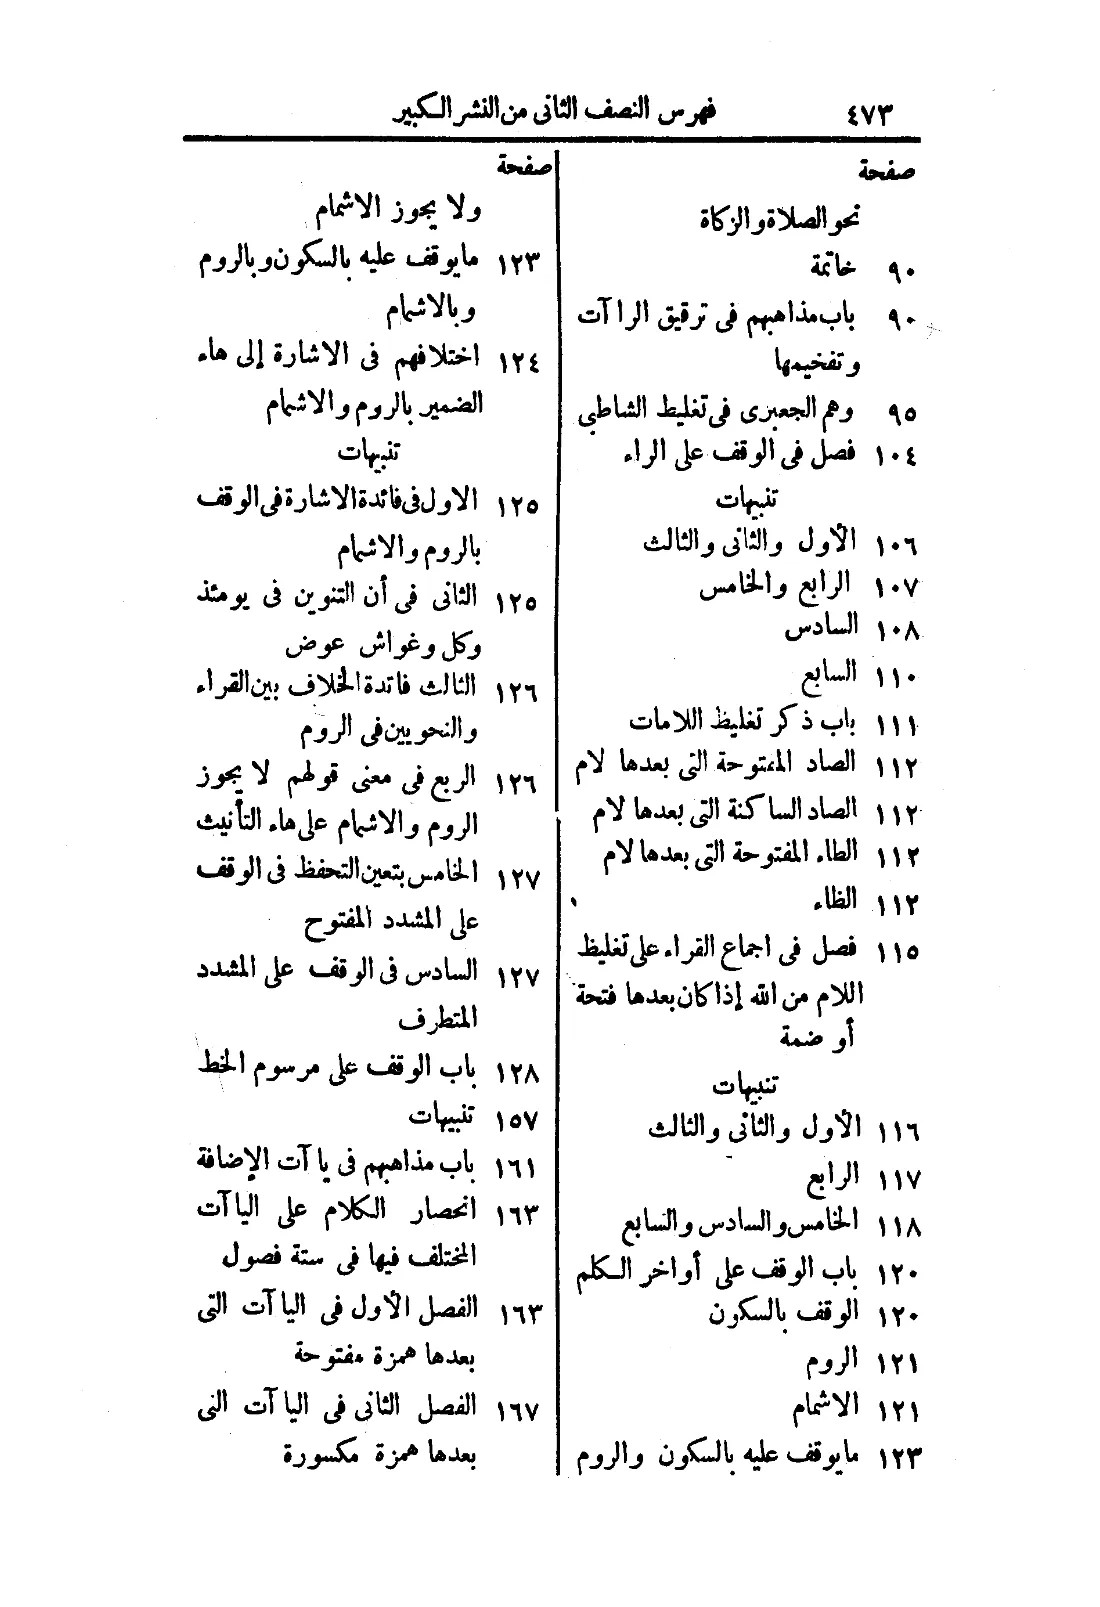 ٤٧٣ فهرس النصف الثانى من النشر الكبير
صفحة
نحو الصلاة والزكاة
٩٠ خاتمة
٩٠ باب مذاهبهم فى ترقيق الراآت
وتفخيمها
٩٥ وهم الجعبرى فى تغليط الشاطبى
١٠٤ فصل فى الوقف على الراء
تنبيهات
١٠٦ الأول والثانى والثالث
١٠٧ الرابع والخامس
١٠٨ السادس
١١٠ السابع
١١١ باب ذكر تغليظ اللامات
١١٢ الصاد المفتوحة التى بعدها لام
١١٢ الصاد الساكنة التى بعدها لام
١١٢ الطاء المفتوحة التى بعدها لام
١١٢ الظاء
١١٥ فصل فى اجماع القراء على تغليظ
اللام من الله إذا كان بعدها فتحة
أو ضمة
تنبيهات
١١٦ الأول والثانى والثالث
١١٧ الرابع
١١٨ الخامس والسادس والسابع
١٢٠ باب الوقف على أواخر الكلم
١٢٠ الوقف بالسكون
١٢١ الروم
١٢١ الاشمام
١٢٣ مايوقف عليه بالسكون والروم
صفحة
ولا يجوز الاشمام
١٢٣ مايوقف عليه بالسكون وبالروم
وبالاشمام
١٢٤ اختلافهم فى الاشارة إلى هاء
الضمير بالروم والاشمام
تنبيهات
١٢٥ الاول فى فائدة الاشارة فى الوقف
بالروم والاشمام
١٢٥ الثانى فى أن التنوين فى يومئذ
وكل وغواش عوض
١٢٦ الثالث فائدة الخلاف بين القراء
والنحويين فى الروم
١٢٦ الربع فى معنى قولهم لا يجوز
الروم والاشمام على هاء التأنيث
١٢٧ الخامس بتعين التحفظ فى الوقف
على المشدد المفتوح
١٢٧ السادس فى الوقف على المشدد
المتطرف
١٢٨ باب الوقف على مرسوم الخط
١٥٧ تنبيهات
١٦١ باب مذاهبهم فى ياآت الإضافة
١٦٣ انحصار الكلام على الياآت
المختلف فيها فى ستة فصول
١٦٣ الفصل الأول فى الياآت التى
بعدها همزة مفتوحة
١٦٧ الفصل الثانى فى الياآت التى
بعدها همزة مكسورة